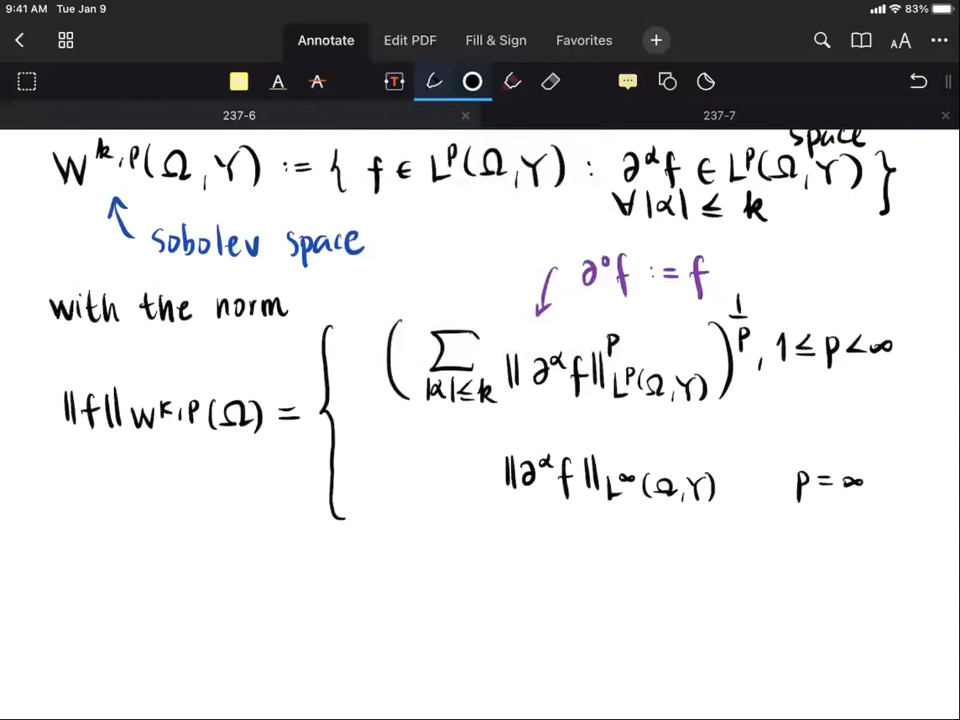 9:41 AM Tue Jan 9 83%
Annotate Edit PDF Fill & Sign Favorites
237-6 237-7
space
W^{k,p}(Ω,Y) := { f ∈ L^p(Ω,Y) : ∂^α f ∈ L^p(Ω,Y) }
∀|α| ≤ k
sobolev space
∂^0 f := f
with the norm
‖f‖ W^{k,p}(Ω) = { ( Σ_{|α|≤k} ‖∂^α f‖^p_{L^p(Ω,Y)} )^{1/p}, 1 ≤ p < ∞
‖∂^α f‖_{L^∞(Ω,Y)} p = ∞